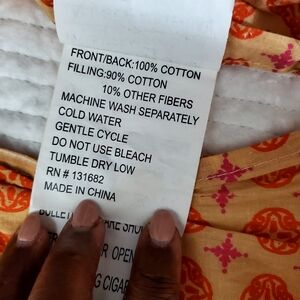 FRONT/BACK:100% COTTON
FILLING:90% COTTON
10% OTHER FIBERS
MACHINE WASH SEPARATELY
COLD WATER
GENTLE CYCLE
DO NOT USE BLEACH
TUMBLE DRY LOW
RN # 131682
MADE IN CHINA
OPEN